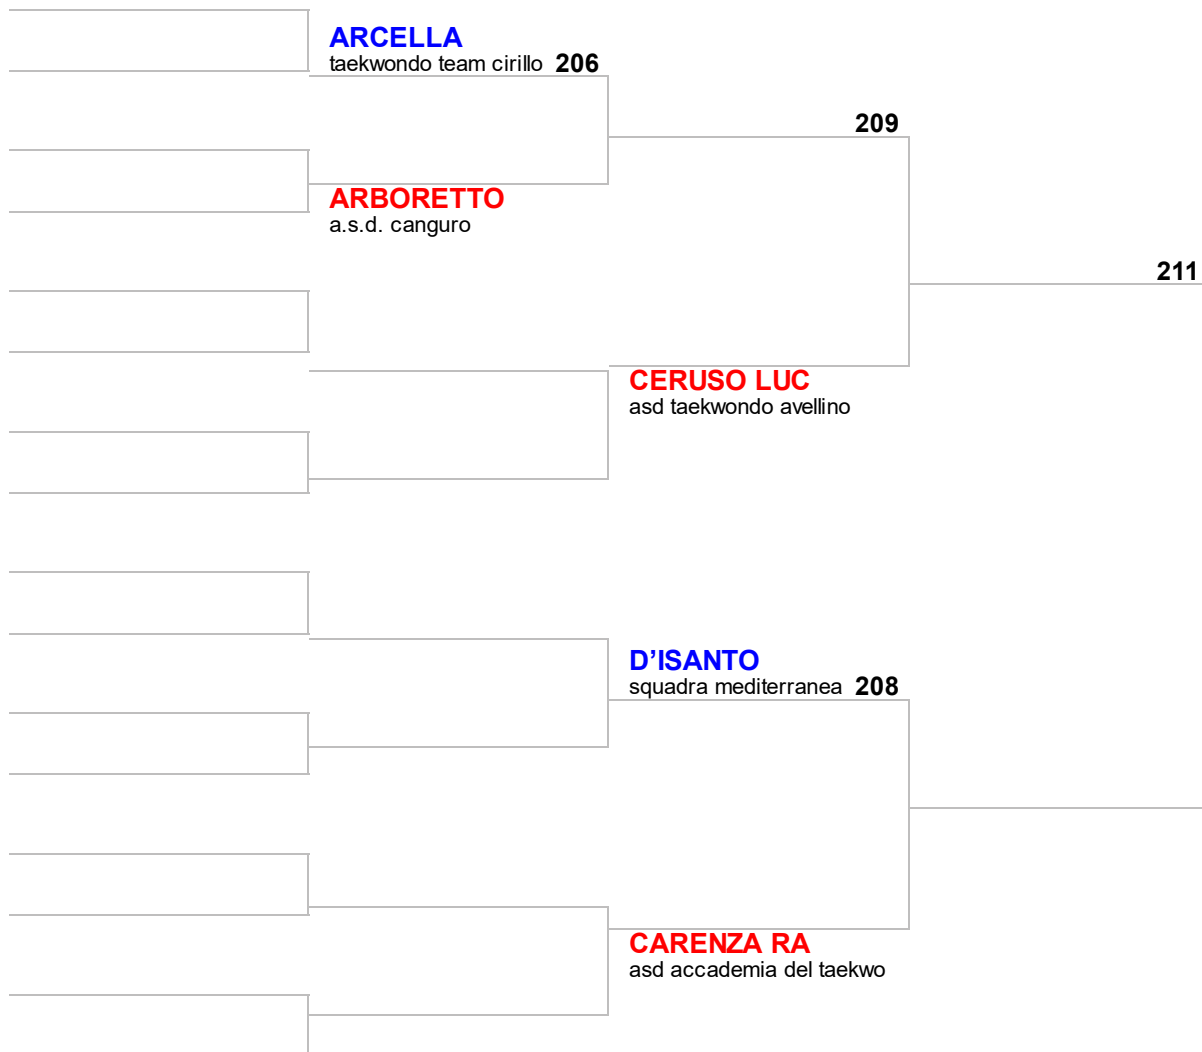 ARCELLA
taekwondo team cirillo 206
209
ARBORETTO
a.s.d. canguro
211
CERUSO LUC
asd taekwondo avellino
D’ISANTO
squadra mediterranea 208
CARENZA RA
asd accademia del taekwo